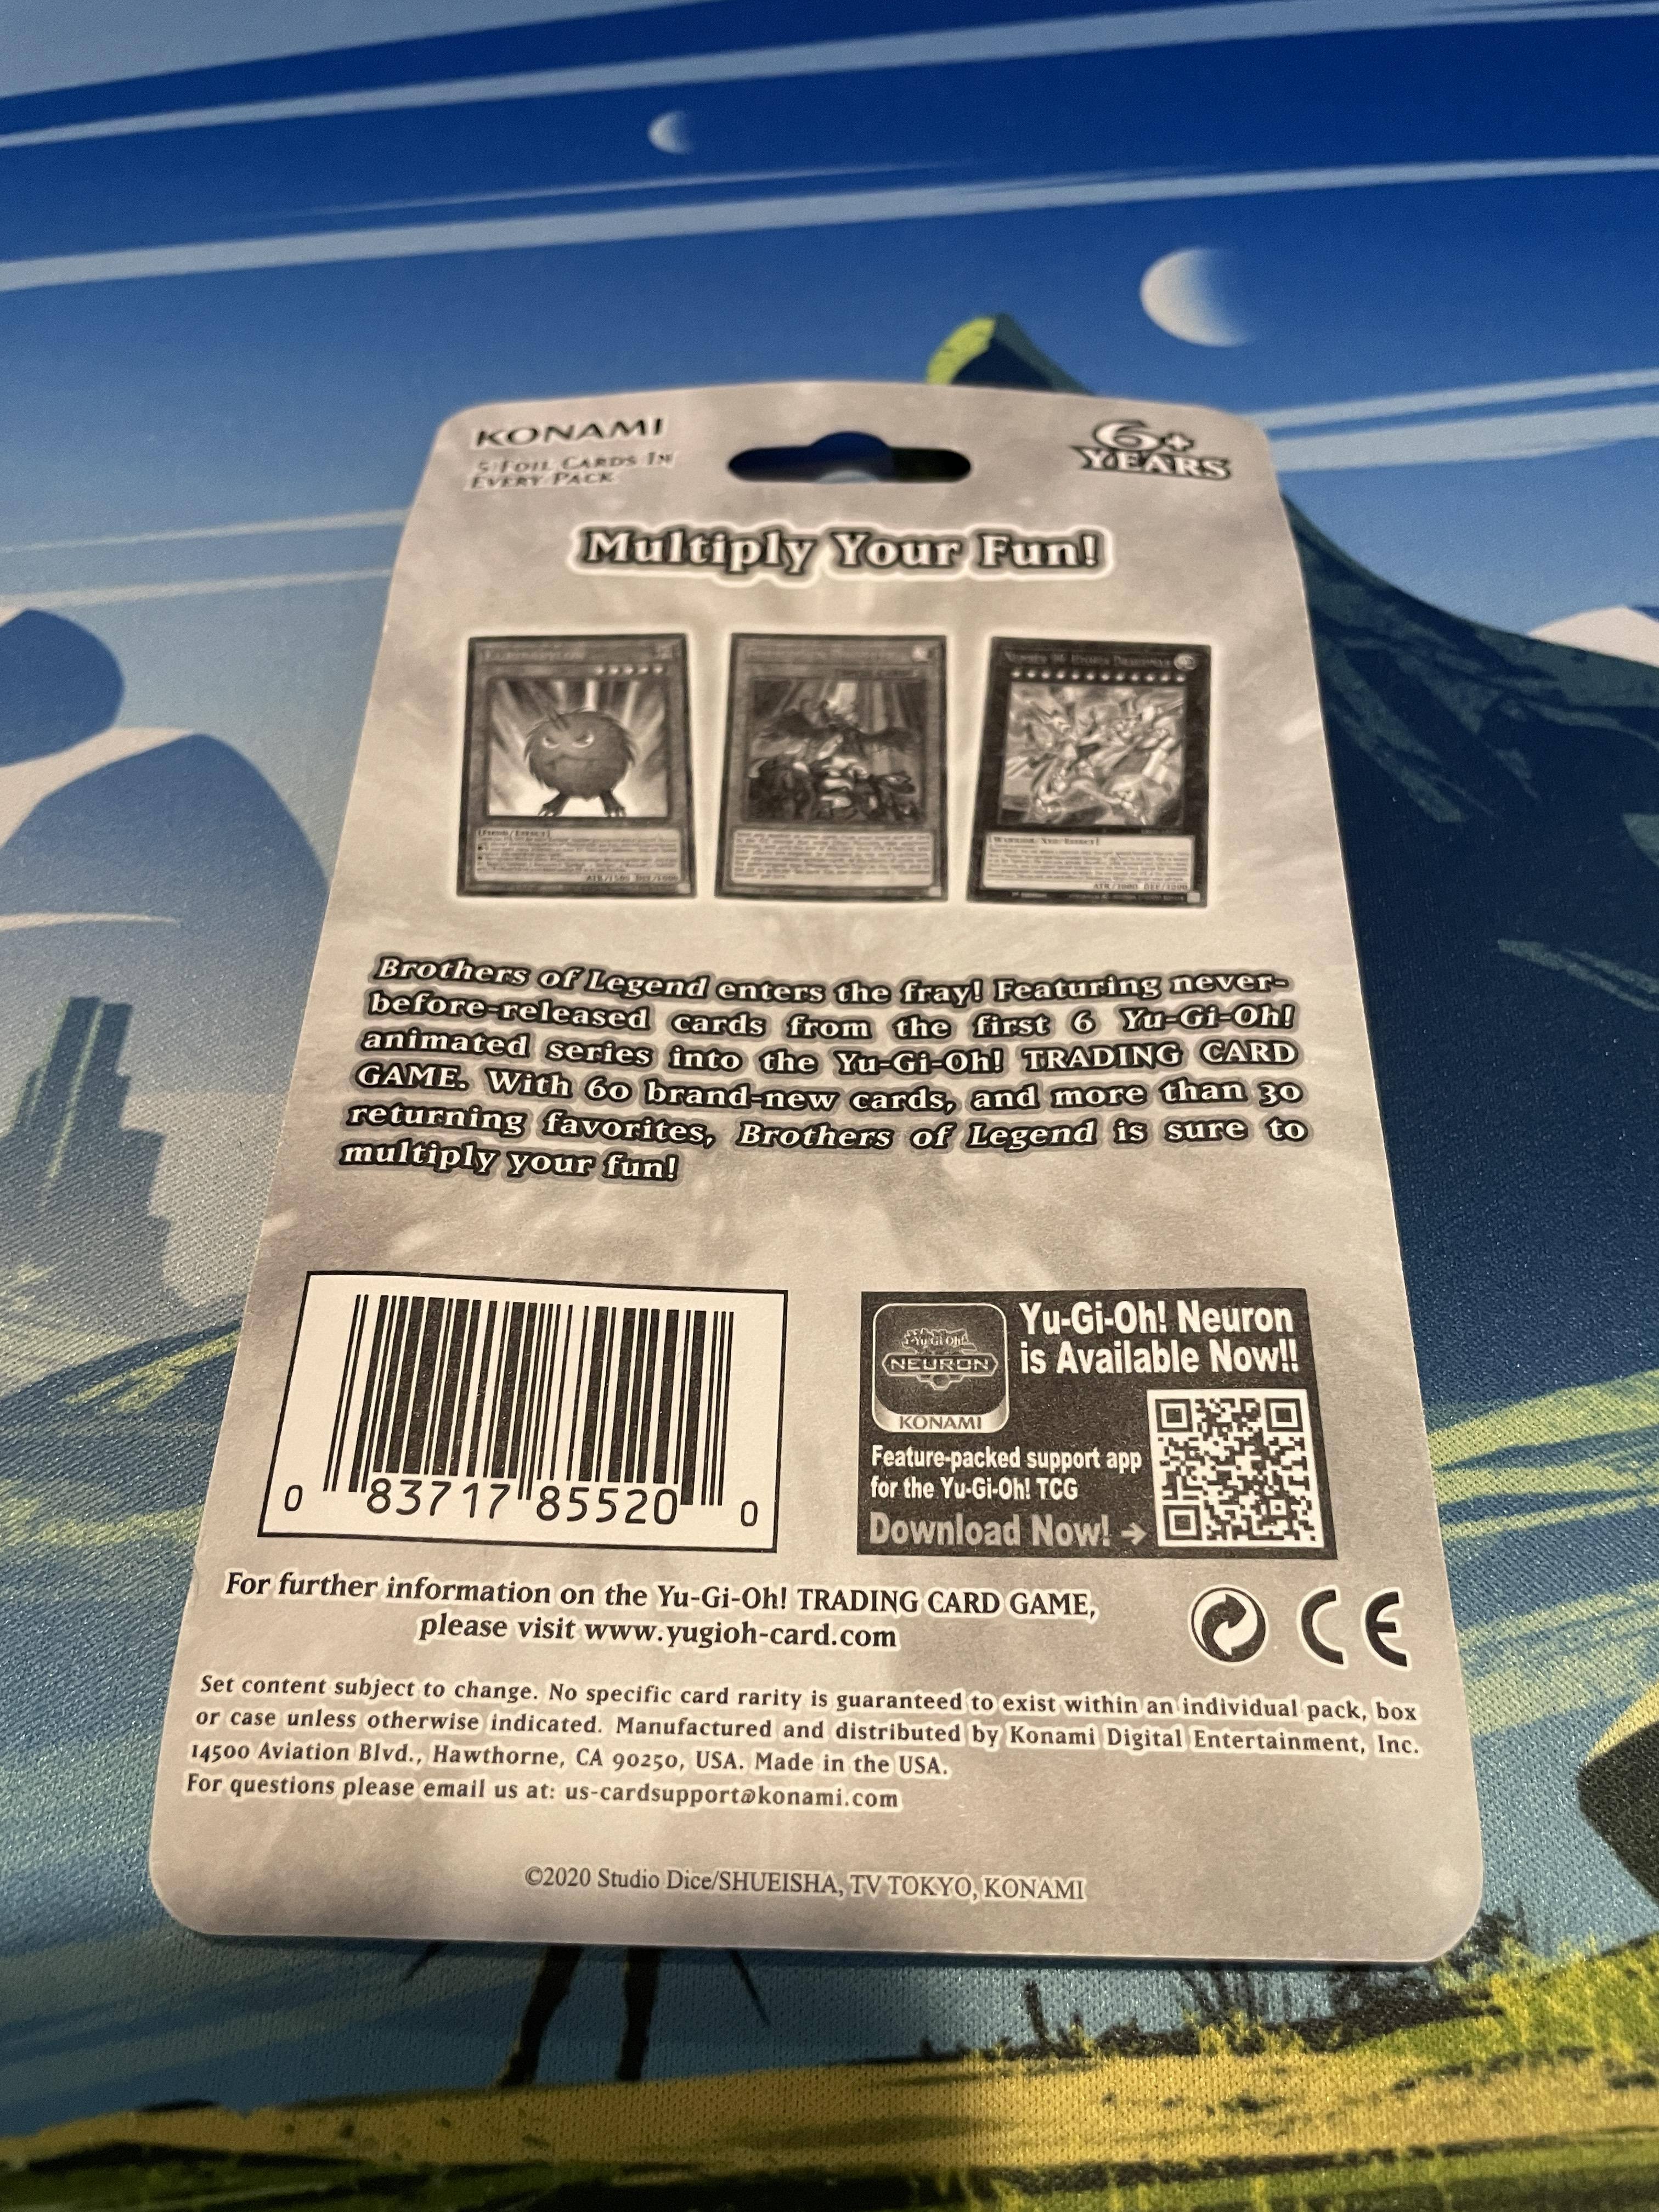 KONAMI
5 FOIL CARDS IN
EVERY PACK
6+
YEARS
Multiply Your Fun!
Brothers of Legend enters the fray! Featuring never-
before-released cards from the first 6 Yu-Gi-Oh!
animated series into the Yu-Gi-Oh! TRADING CARD
GAME. With 60 brand-new cards, and more than 30
returning favorites, Brothers of Legend is sure to
multiply your fun!
0 83717 85520 0
Yu-Gi-Oh!
NEURON
KONAMI
Yu-Gi-Oh! Neuron
is Available Now!!
Feature-packed support app
for the Yu-Gi-Oh! TCG
Download Now! →
For further information on the Yu-Gi-Oh! TRADING CARD GAME,
please visit www.yugioh-card.com
CE
Set content subject to change. No specific card rarity is guaranteed to exist within an individual pack, box
or case unless otherwise indicated. Manufactured and distributed by Konami Digital Entertainment, Inc.
14500 Aviation Blvd., Hawthorne, CA 90250, USA. Made in the USA.
For questions please email us at: us-cardsupport@konami.com
©2020 Studio Dice/SHUEISHA, TV TOKYO, KONAMI